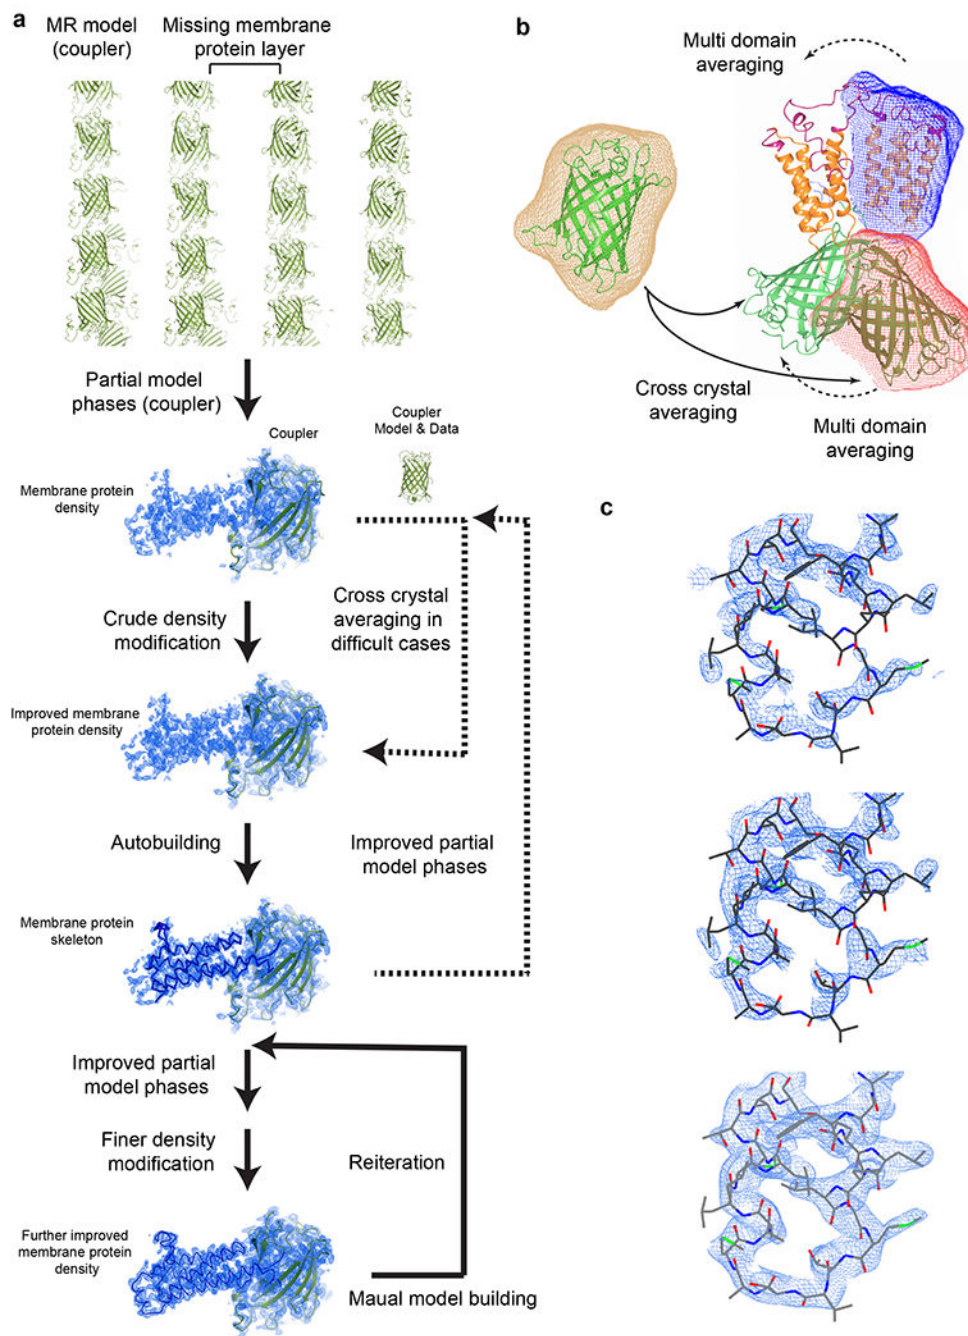 a
MR model
(coupler)
Missing membrane
protein layer
Partial model
phases (coupler)
Coupler
Coupler
Model & Data
Membrane protein
density
Crude density
modification
Cross crystal
averaging in
difficult cases
Improved membrane
protein density
Autobuilding
Improved partial
model phases
Membrane protein
skeleton
Improved partial
model phases
Finer density
modification
Reiteration
Further improved
membrane protein
density
Maual model building
b
Multi domain
averaging
Cross crystal
averaging
Multi domain
averaging
c